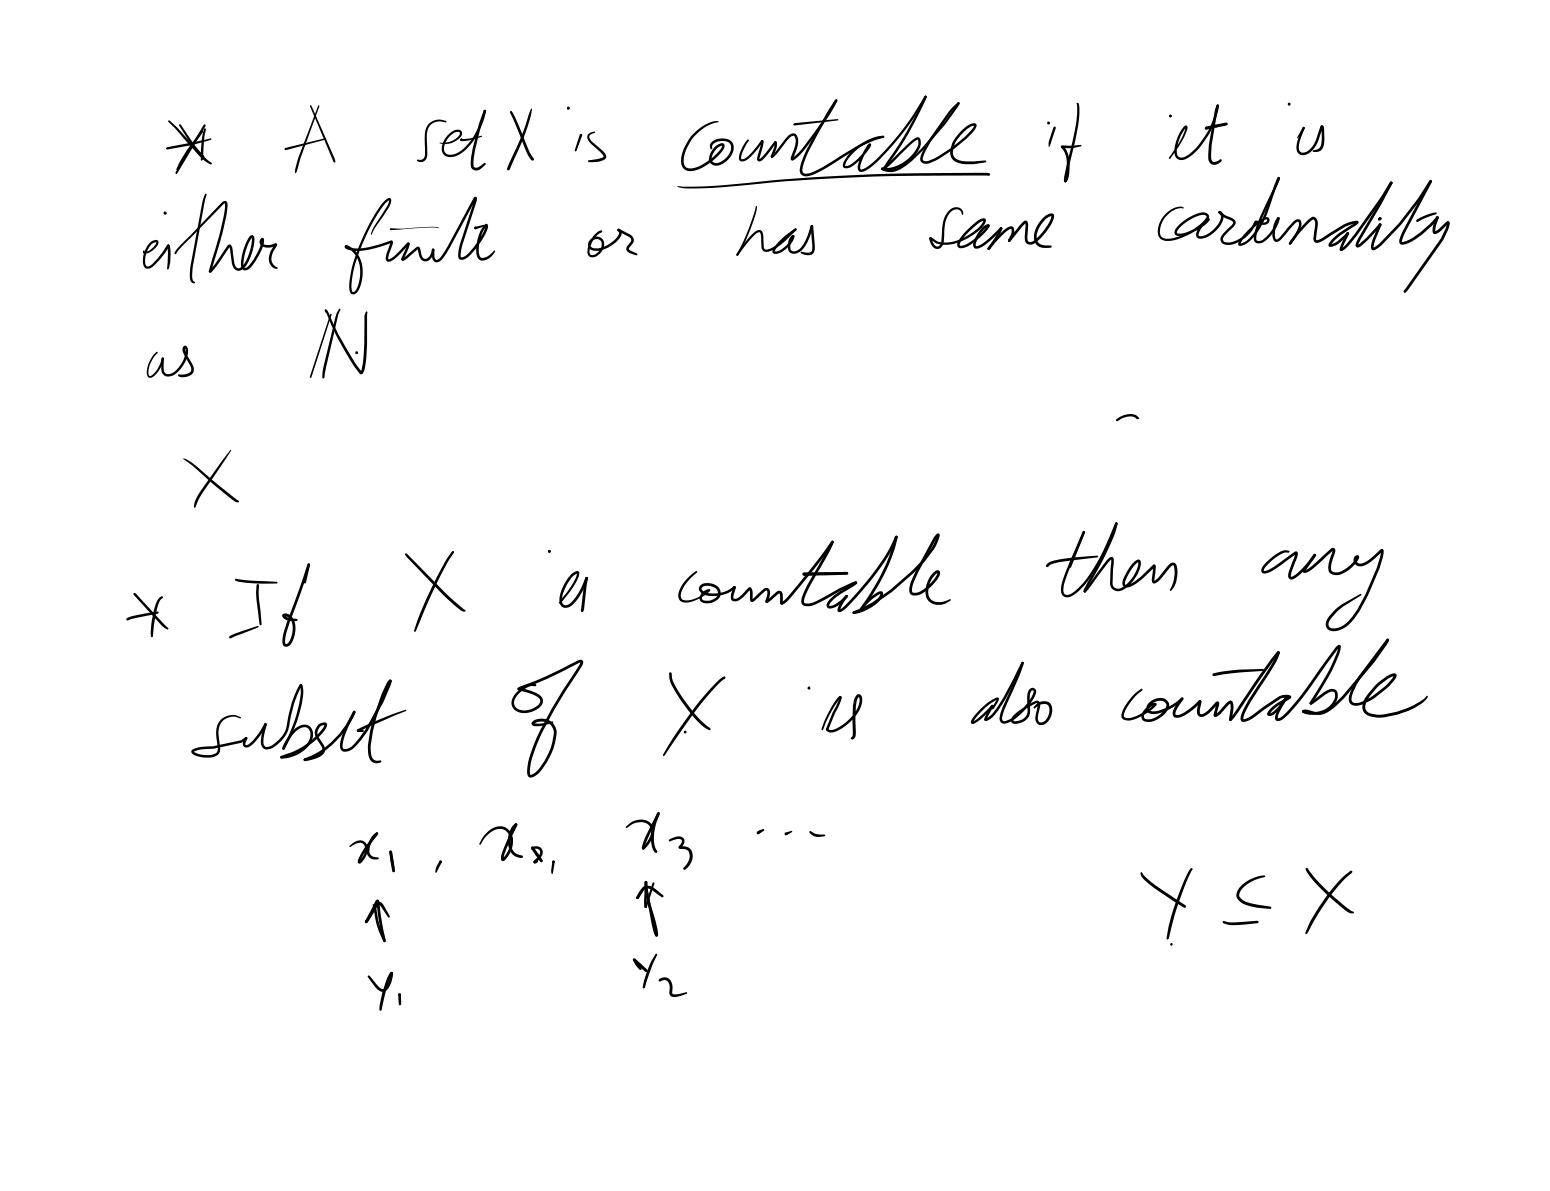 * A set X is countable if it is
either finite or has same cardinality
as ℕ
X
* If X is countable then any
subset of X is also countable
x₁, x₂, x₃ ...
Y ⊆ X
y₁ y₂